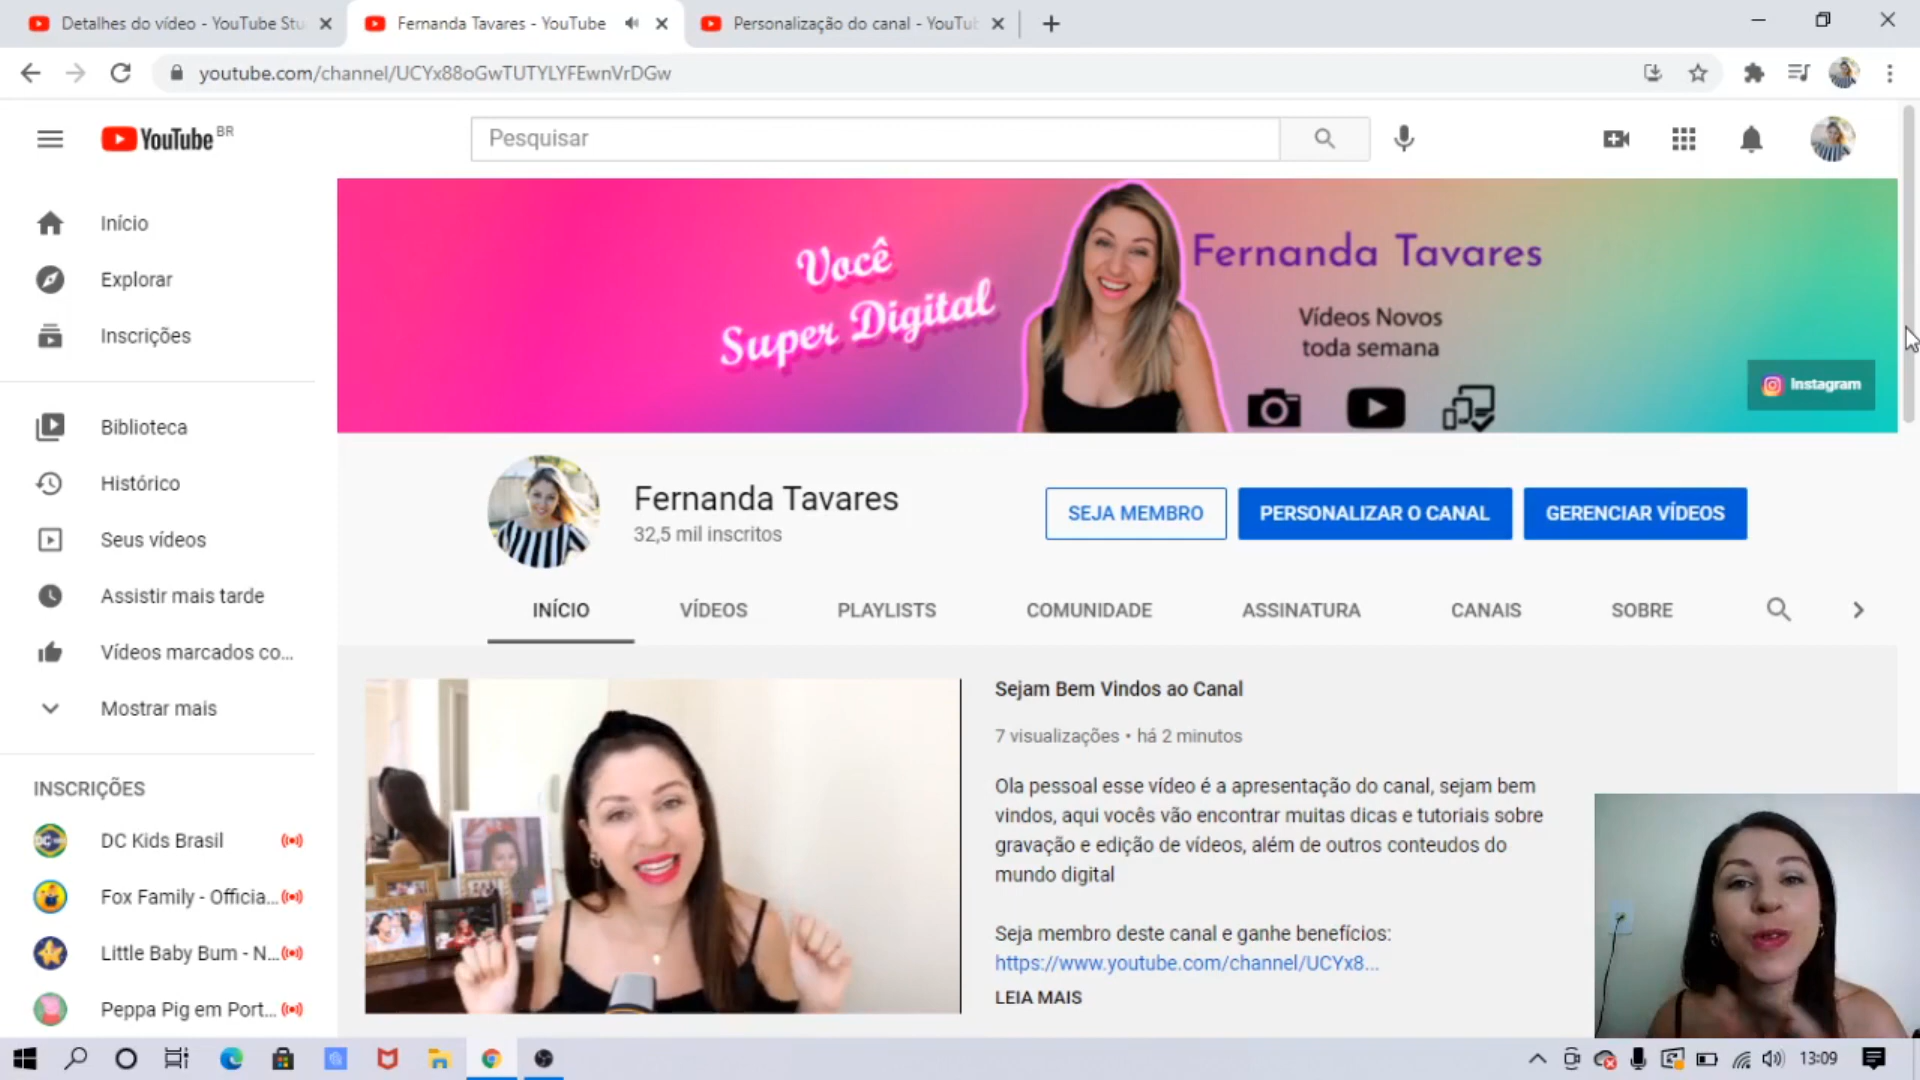 Detalhes do vídeo - YouTube Stu
Fernanda Tavares - YouTube
Personalização do canal - YouTub
youtube.com/channel/UCYx88oGwTUTYLYFEwnVrDGw
YouTube BR
Pesquisar
Início
Explorar
Inscrições
Biblioteca
Histórico
Seus vídeos
Assistir mais tarde
Vídeos marcados co...
Mostrar mais
INSCRIÇÕES
DC Kids Brasil
Fox Family - Officia...
Little Baby Bum - N...
Peppa Pig em Port...
Você
Super Digital
Fernanda Tavares
Vídeos Novos
toda semana
Instagram
Fernanda Tavares
32,5 mil inscritos
SEJA MEMBRO
PERSONALIZAR O CANAL
GERENCIAR VÍDEOS
INÍCIO
VÍDEOS
PLAYLISTS
COMUNIDADE
ASSINATURA
CANAIS
SOBRE
Sejam Bem Vindos ao Canal
7 visualizações • há 2 minutos
Ola pessoal esse vídeo é a apresentação do canal, sejam bem
vindos, aqui vocês vão encontrar muitas dicas e tutoriais sobre
gravação e edição de vídeos, além de outros conteudos do
mundo digital
Seja membro deste canal e ganhe benefícios:
https://www.youtube.com/channel/UCYx8...
LEIA MAIS
13:09